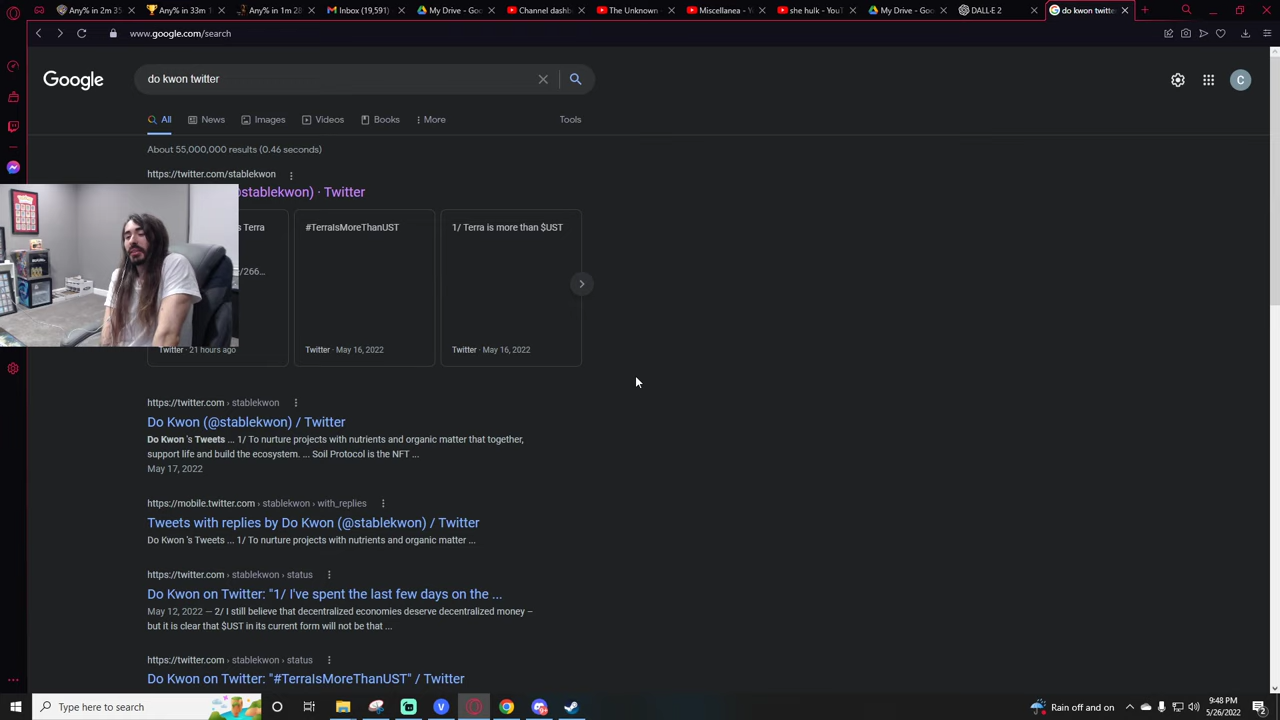 Any% in 2m 35
Any% in 33m 1
Any% in 1m 28
Inbox (19,591)
My Drive - Goo
Channel dashb
The Unknown -
Miscellanea - Y
she hulk - YouT
My Drive - Goo
DALL·E 2
do kwon twitte
www.google.com/search
Google
do kwon twitter
C
All
News
Images
Videos
Books
More
Tools
About 55,000,000 results (0.46 seconds)
https://twitter.com/stablekwon
stablekwon) · Twitter
s Terra
/266...
Twitter · 21 hours ago
#TerraIsMoreThanUST
Twitter · May 16, 2022
1/ Terra is more than $UST
Twitter · May 16, 2022
https://twitter.com › stablekwon
Do Kwon (@stablekwon) / Twitter
Do Kwon 's Tweets ... 1/ To nurture projects with nutrients and organic matter that together,
support life and build the ecosystem. ... Soil Protocol is the NFT ...
May 17, 2022
https://mobile.twitter.com › stablekwon › with_replies
Tweets with replies by Do Kwon (@stablekwon) / Twitter
Do Kwon 's Tweets ... 1/ To nurture projects with nutrients and organic matter ...
https://twitter.com › stablekwon › status
Do Kwon on Twitter: "1/ I've spent the last few days on the ...
May 12, 2022 — 2/ I still believe that decentralized economies deserve decentralized money –
but it is clear that $UST in its current form will not be that ...
https://twitter.com › stablekwon › status
Do Kwon on Twitter: "#TerraIsMoreThanUST" / Twitter
Type here to search
Rain off and on
9:48 PM
5/26/2022